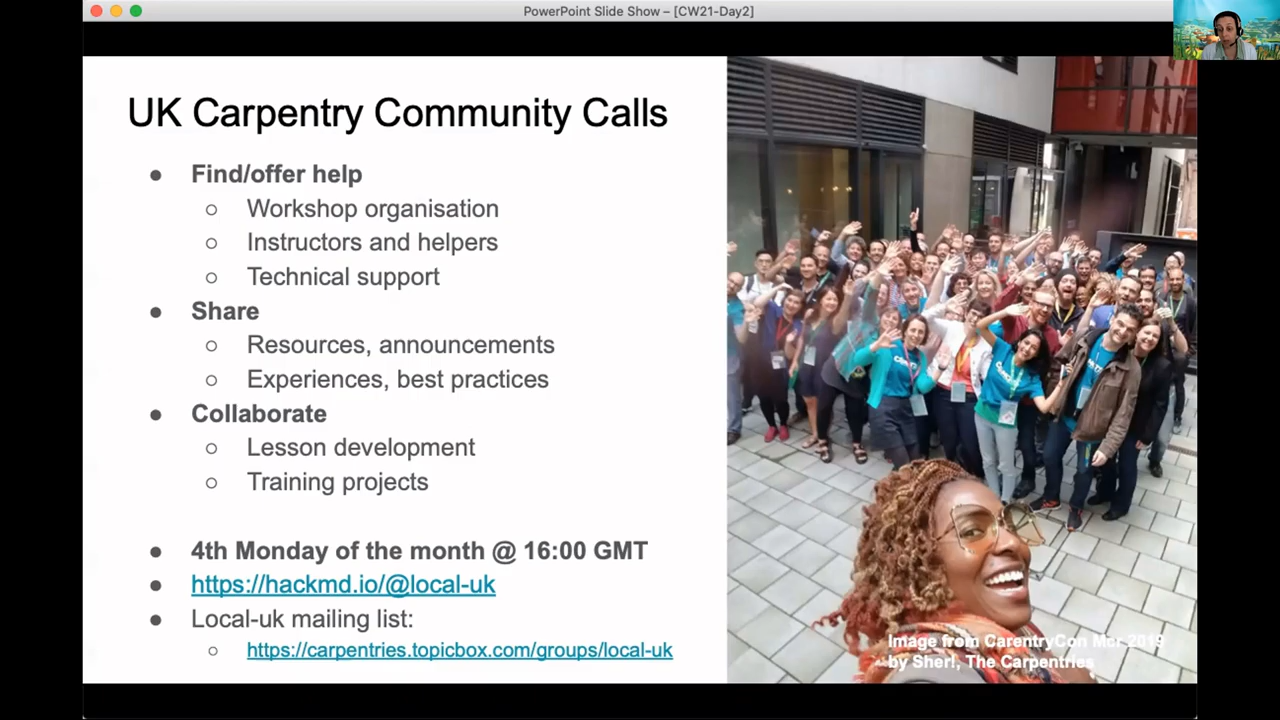 PowerPoint Slide Show – [CW21-Day2]
UK Carpentry Community Calls
● Find/offer help
○ Workshop organisation
○ Instructors and helpers
○ Technical support
● Share
○ Resources, announcements
○ Experiences, best practices
● Collaborate
○ Lesson development
○ Training projects
● 4th Monday of the month @ 16:00 GMT
● https://hackmd.io/@local-uk
● Local-uk mailing list:
○ https://carpentries.topicbox.com/groups/local-uk
Image from CarentryCon Mcr 2019
by Sher!, The Carpentries